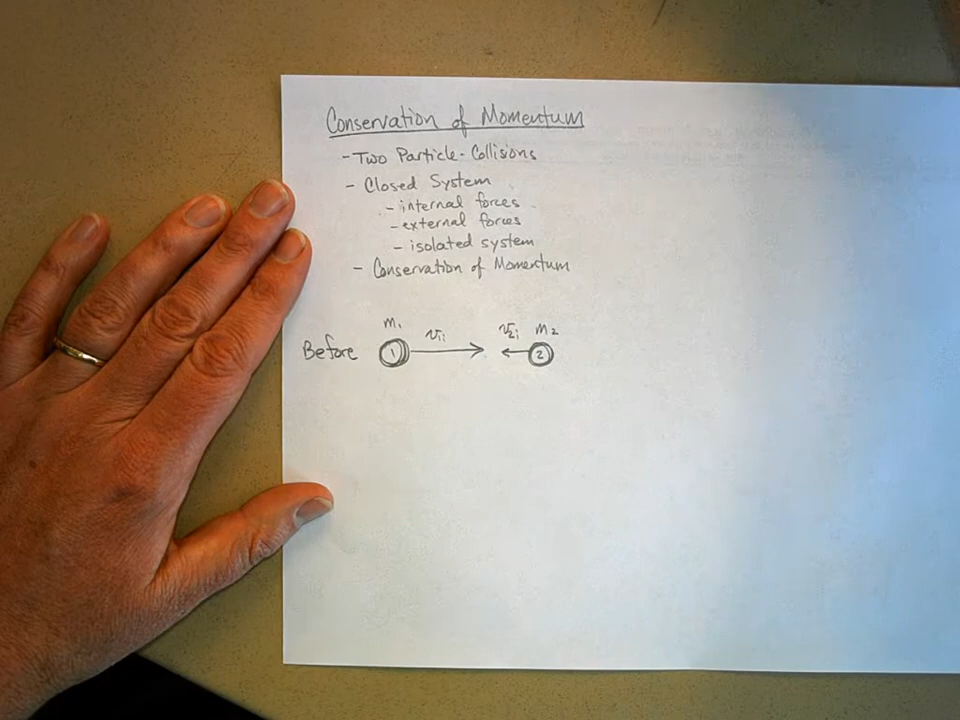 Conservation of Momentum
- Two Particle Collisions
- Closed System
- internal forces
- external forces
- isolated system
- Conservation of Momentum
m₁ v₁ᵢ v₂ᵢ m₂
Before 1 2